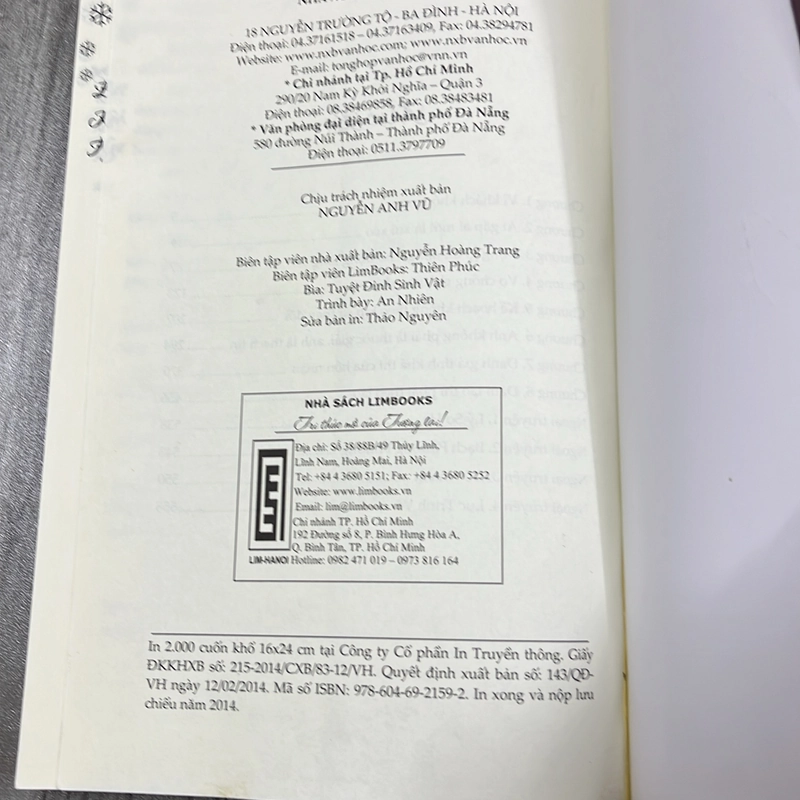 18 NGUYỄN TRƯỜNG TỘ - BA ĐÌNH - HÀ NỘI
Điện thoại: 04.37161518 – 04.37163409, Fax: 04.38294781
Website: www.nxbvanhoc.com; www.nxbvanhoc.vn
E-mail: tonghopvanhoc@vnn.vn
* Chi nhánh tại Tp. Hồ Chí Minh
290/20 Nam Kỳ Khởi Nghĩa – Quận 3
Điện thoại: 08.38469858, Fax: 08.38483481
* Văn phòng đại diện tại thành phố Đà Nẵng
580 đường Núi Thành – Thành phố Đà Nẵng
Điện thoại: 0511.3797709
Chịu trách nhiệm xuất bản
NGUYỄN ANH VŨ
Biên tập viên nhà xuất bản: Nguyễn Hoàng Trang
Biên tập viên LimBooks: Thiên Phúc
Bìa: Tuyệt Đỉnh Sinh Vật
Trình bày: An Nhiên
Sửa bản in: Thảo Nguyên
NHÀ SÁCH LIMBOOKS
Tri thức mới của Tương lai!
Địa chỉ: Số 38/88B/49 Thúy Lĩnh,
Lĩnh Nam, Hoàng Mai, Hà Nội
Tel: +84 4 3680 5151; Fax: +84 4 3680 5252
Website: www.limbooks.vn
Email: lim@limbooks.vn
Chi nhánh TP. Hồ Chí Minh
192 Đường số 8, P. Bình Hưng Hòa A,
Q. Bình Tân, TP. Hồ Chí Minh
LIM-HANOI Hotline: 0982 471 019 – 0973 816 164
In 2.000 cuốn khổ 16x24 cm tại Công ty Cổ phần In Truyền thông. Giấy
ĐKKHXB số: 215-2014/CXB/83-12/VH. Quyết định xuất bản số: 143/QĐ-
VH ngày 12/02/2014. Mã số ISBN: 978-604-69-2159-2. In xong và nộp lưu
chiểu năm 2014.